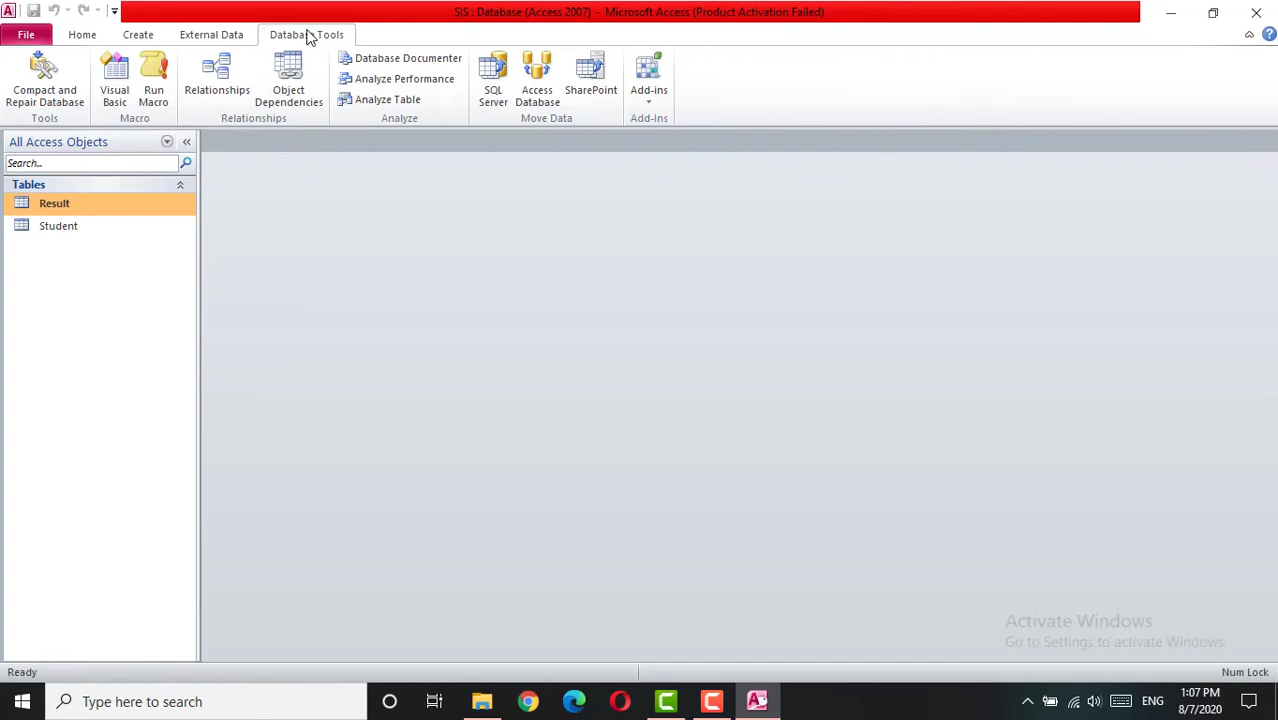 SIS : Database (Access 2007) - Microsoft Access (Product Activation Failed)
File Home Create External Data Database Tools
Compact and Repair Database
Visual Basic
Run Macro
Relationships
Object Dependencies
Database Documenter
Analyze Performance
Analyze Table
SQL Server
Access Database
SharePoint
Add-ins
Tools Macro Relationships Analyze Move Data Add-Ins
All Access Objects
Search..
Tables
Result
Student
Activate Windows
Go to Settings to activate Windows.
Ready Num Lock
Type here to search
ENG
1:07 PM
8/7/2020